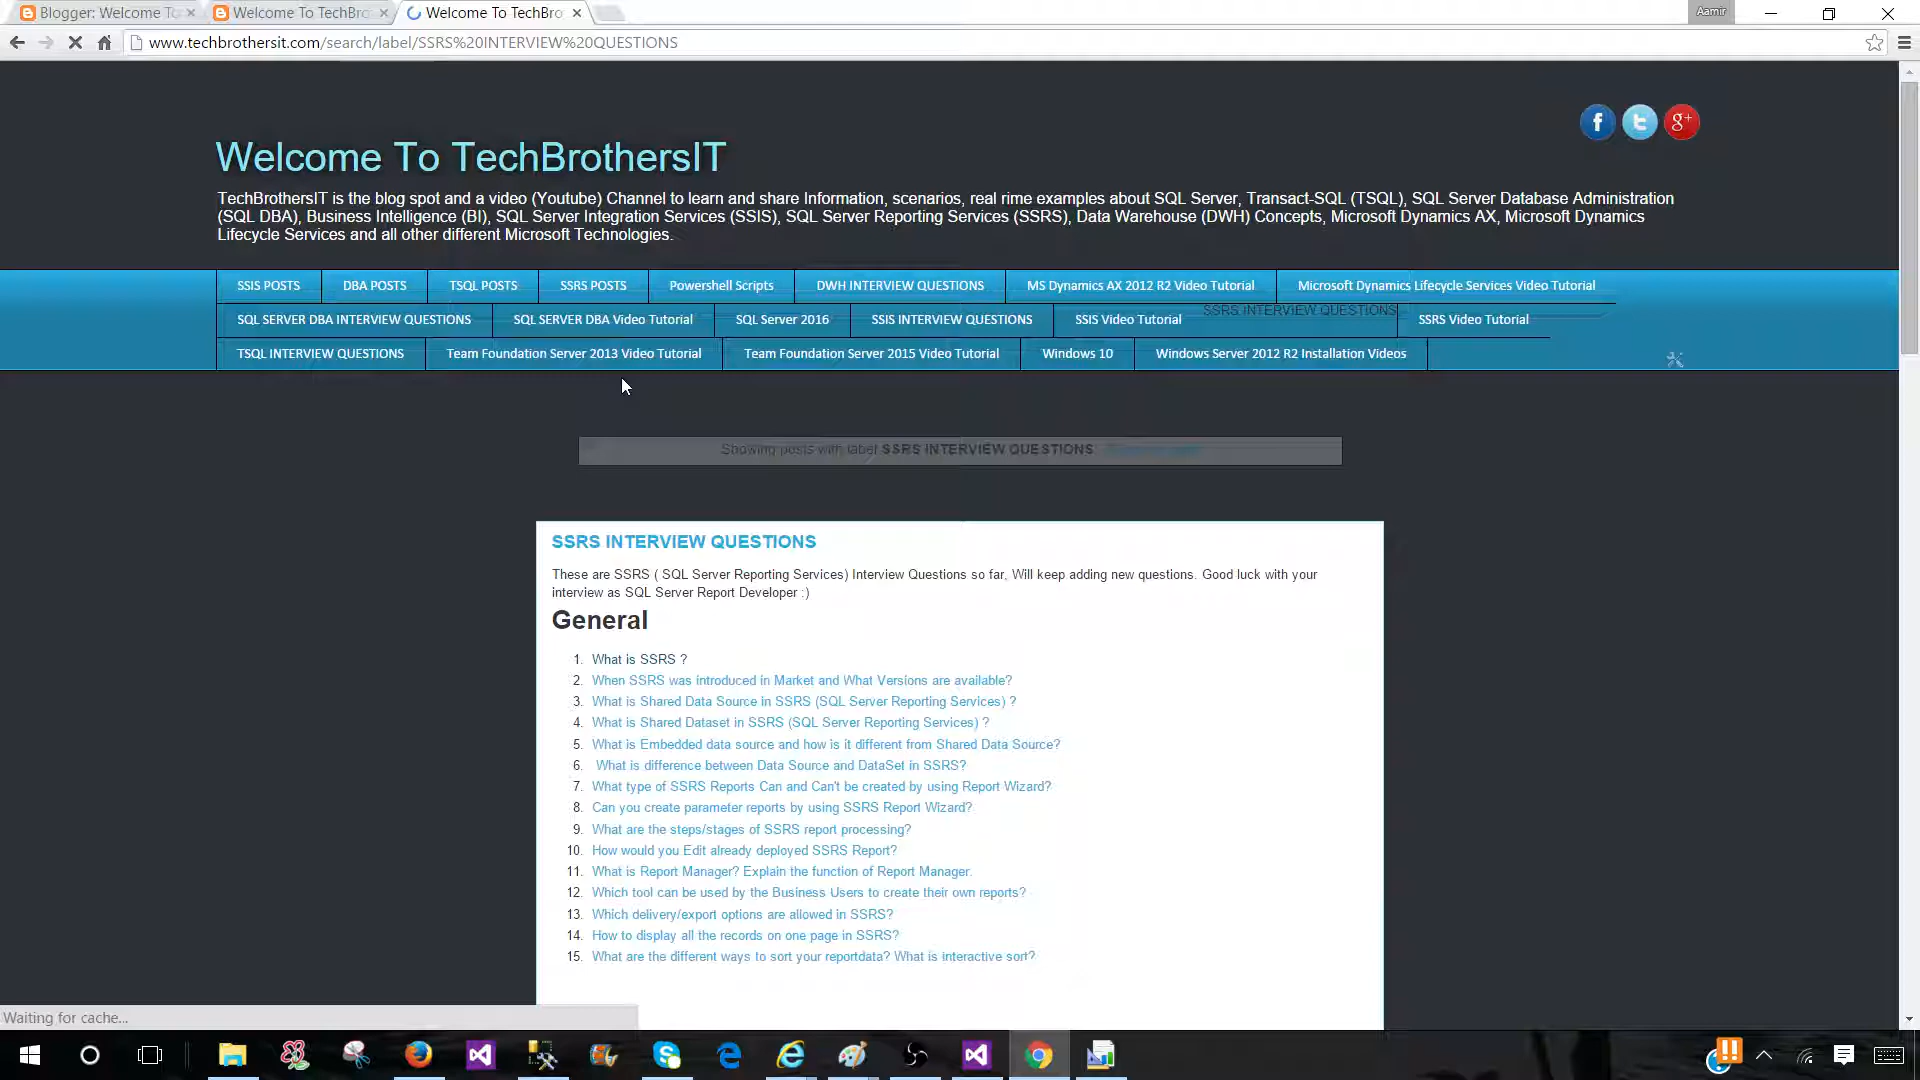 Blogger: Welcome T
Welcome To TechBro
Welcome To TechBro
Aamir
www.techbrothersit.com/search/label/SSRS%20INTERVIEW%20QUESTIONS
Welcome To TechBrothersIT
TechBrothersIT is the blog spot and a video (Youtube) Channel to learn and share Information, scenarios, real rime examples about SQL Server, Transact-SQL (TSQL), SQL Server Database Administration
(SQL DBA), Business Intelligence (BI), SQL Server Integration Services (SSIS), SQL Server Reporting Services (SSRS), Data Warehouse (DWH) Concepts, Microsoft Dynamics AX, Microsoft Dynamics
Lifecycle Services and all other different Microsoft Technologies.
SSIS POSTS DBA POSTS TSQL POSTS SSRS POSTS Powershell Scripts DWH INTERVIEW QUESTIONS MS Dynamics AX 2012 R2 Video Tutorial Microsoft Dynamics Lifecycle Services Video Tutorial
SQL SERVER DBA INTERVIEW QUESTIONS SQL SERVER DBA Video Tutorial SQL Server 2016 SSIS INTERVIEW QUESTIONS SSIS Video Tutorial SSRS INTERVIEW QUESTIONS SSRS Video Tutorial
TSQL INTERVIEW QUESTIONS Team Foundation Server 2013 Video Tutorial Team Foundation Server 2015 Video Tutorial Windows 10 Windows Server 2012 R2 Installation Videos
Showing posts with label SSRS INTERVIEW QUESTIONS
SSRS INTERVIEW QUESTIONS
These are SSRS ( SQL Server Reporting Services) Interview Questions so far, Will keep adding new questions. Good luck with your
interview as SQL Server Report Developer :)
General
1. What is SSRS ?
2. When SSRS was introduced in Market and What Versions are available?
3. What is Shared Data Source in SSRS (SQL Server Reporting Services) ?
4. What is Shared Dataset in SSRS (SQL Server Reporting Services) ?
5. What is Embedded data source and how is it different from Shared Data Source?
6. What is difference between Data Source and DataSet in SSRS?
7. What type of SSRS Reports Can and Can't be created by using Report Wizard?
8. Can you create parameter reports by using SSRS Report Wizard?
9. What are the steps/stages of SSRS report processing?
10. How would you Edit already deployed SSRS Report?
11. What is Report Manager? Explain the function of Report Manager.
12. Which tool can be used by the Business Users to create their own reports?
13. Which delivery/export options are allowed in SSRS?
14. How to display all the records on one page in SSRS?
15. What are the different ways to sort your reportdata? What is interactive sort?
Waiting for cache...